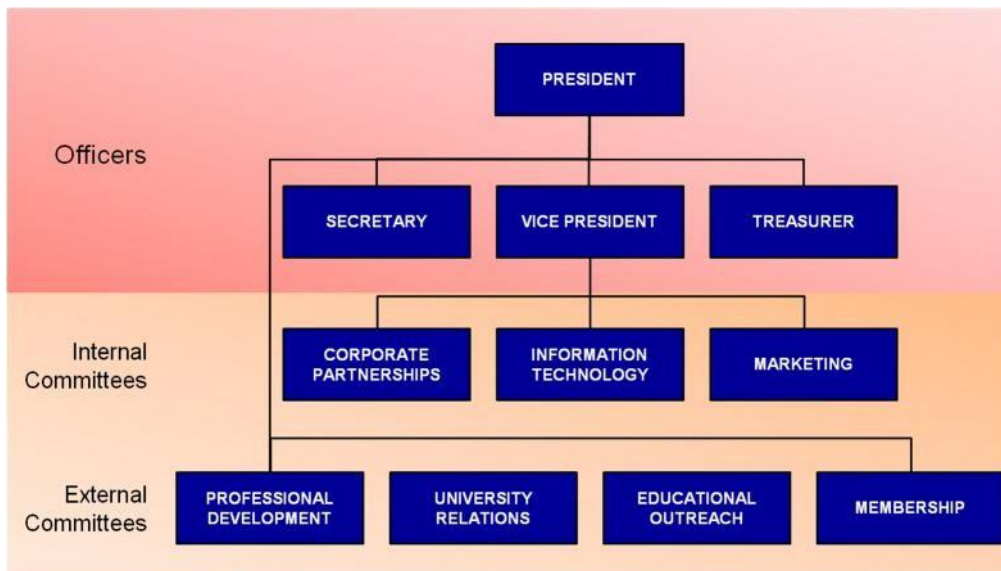 PRESIDENT
Officers
SECRETARY
VICE PRESIDENT
TREASURER
Internal
Committees
CORPORATE
PARTNERSHIPS
INFORMATION
TECHNOLOGY
MARKETING
External
Committees
PROFESSIONAL
DEVELOPMENT
UNIVERSITY
RELATIONS
EDUCATIONAL
OUTREACH
MEMBERSHIP